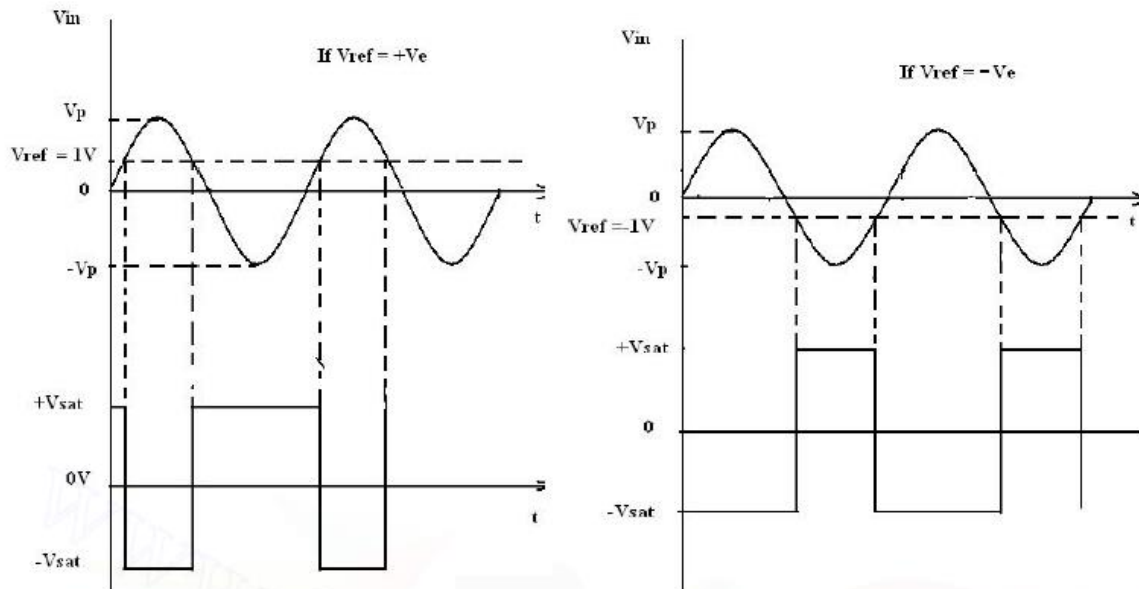 Vin
If Vref = +Ve
Vp
Vref = 1V
0
t
-Vp
+Vsat
0V
t
-Vsat
Vin
If Vref = -Ve
Vp
0
t
Vref =-1V
-Vp
+Vsat
0
-Vsat